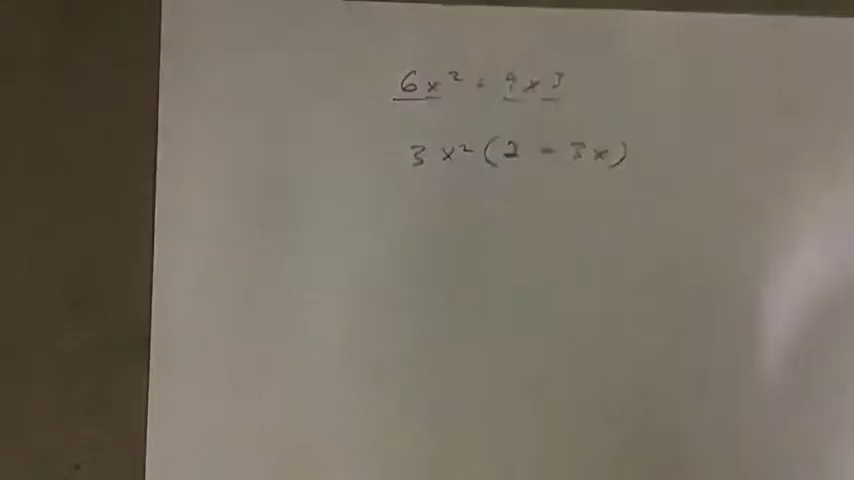 6x² + 9x³
3x² (2 - 3x)